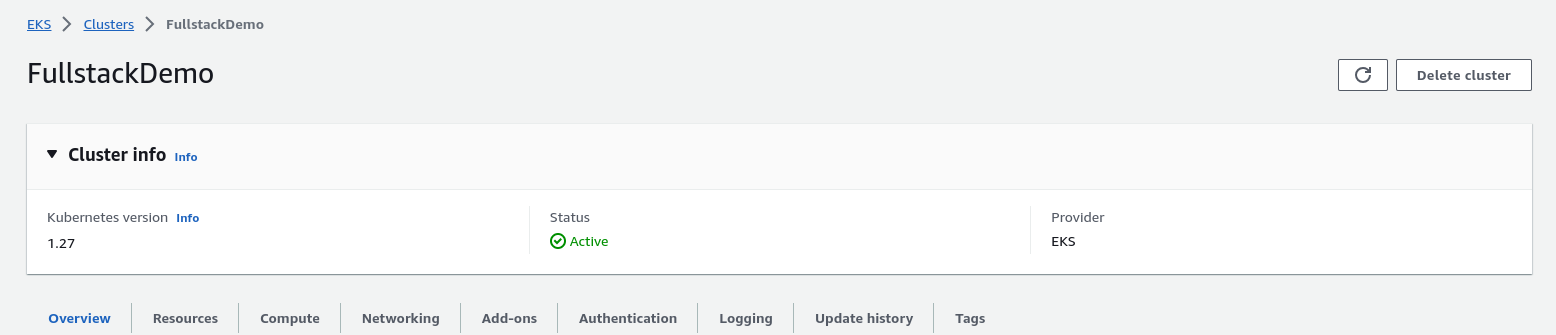 EKS Clusters FullstackDemo
FullstackDemo
Delete cluster
Cluster info Info
Kubernetes version Info
1.27
Status
Active
Provider
EKS
Overview Resources Compute Networking Add-ons Authentication Logging Update history Tags